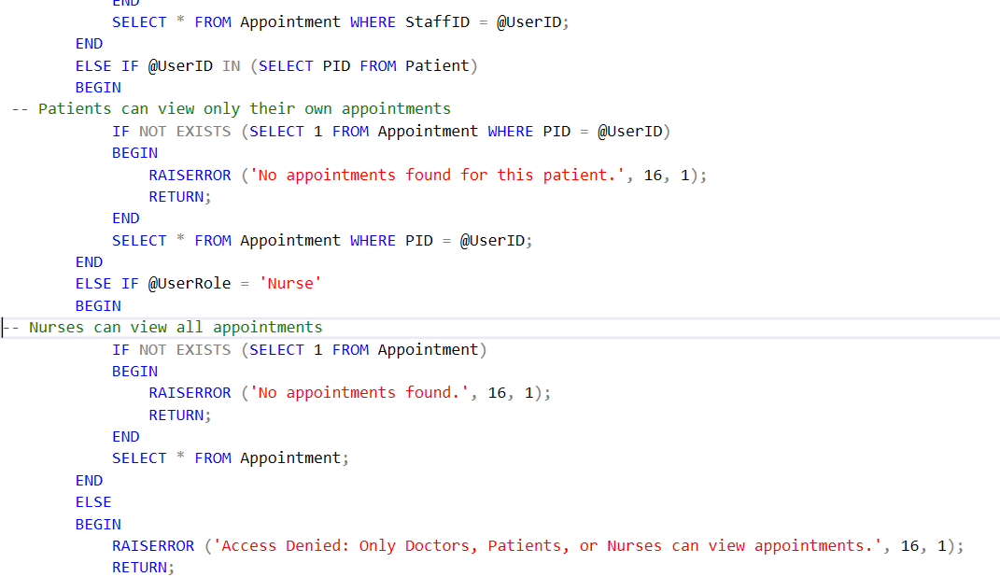 END
SELECT * FROM Appointment WHERE StaffID = @UserID;
END
ELSE IF @UserID IN (SELECT PID FROM Patient)
BEGIN
-- Patients can view only their own appointments
IF NOT EXISTS (SELECT 1 FROM Appointment WHERE PID = @UserID)
BEGIN
RAISERROR ('No appointments found for this patient.', 16, 1);
RETURN;
END
SELECT * FROM Appointment WHERE PID = @UserID;
END
ELSE IF @UserRole = 'Nurse'
BEGIN
-- Nurses can view all appointments
IF NOT EXISTS (SELECT 1 FROM Appointment)
BEGIN
RAISERROR ('No appointments found.', 16, 1);
RETURN;
END
SELECT * FROM Appointment;
END
ELSE
BEGIN
RAISERROR ('Access Denied: Only Doctors, Patients, or Nurses can view appointments.', 16, 1);
RETURN;